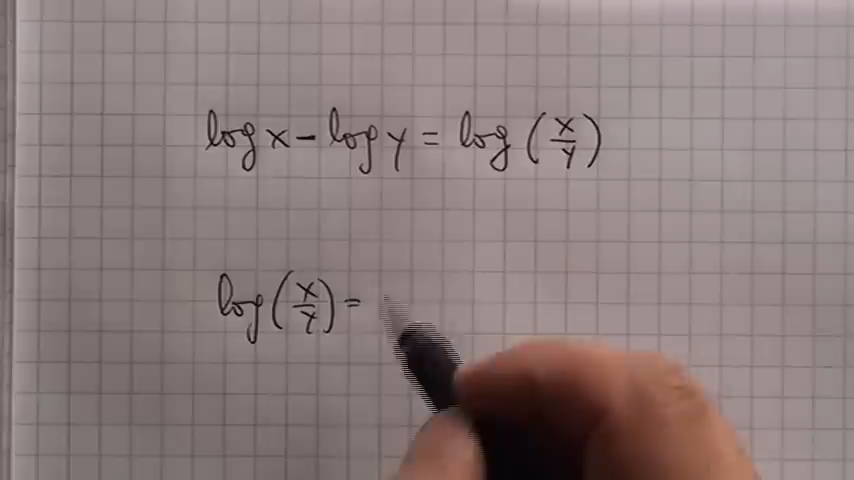 log x - log y = log (x/y)
log (x/y) =